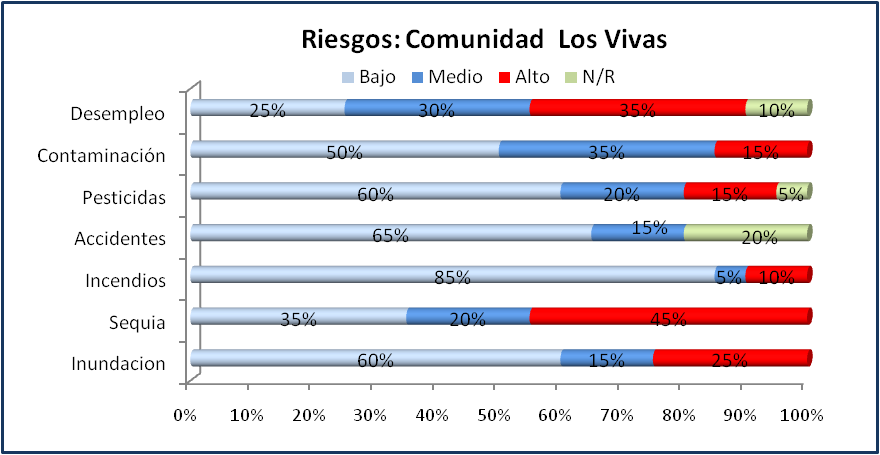 Riesgos: Comunidad Los Vivas
Bajo Medio Alto N/R
Desempleo 25% 30% 35% 10%
Contaminación 50% 35% 15%
Pesticidas 60% 20% 15% 5%
Accidentes 65% 15% 20%
Incendios 85% 5% 10%
Sequia 35% 20% 45%
Inundacion 60% 15% 25%
0% 10% 20% 30% 40% 50% 60% 70% 80% 90% 100%